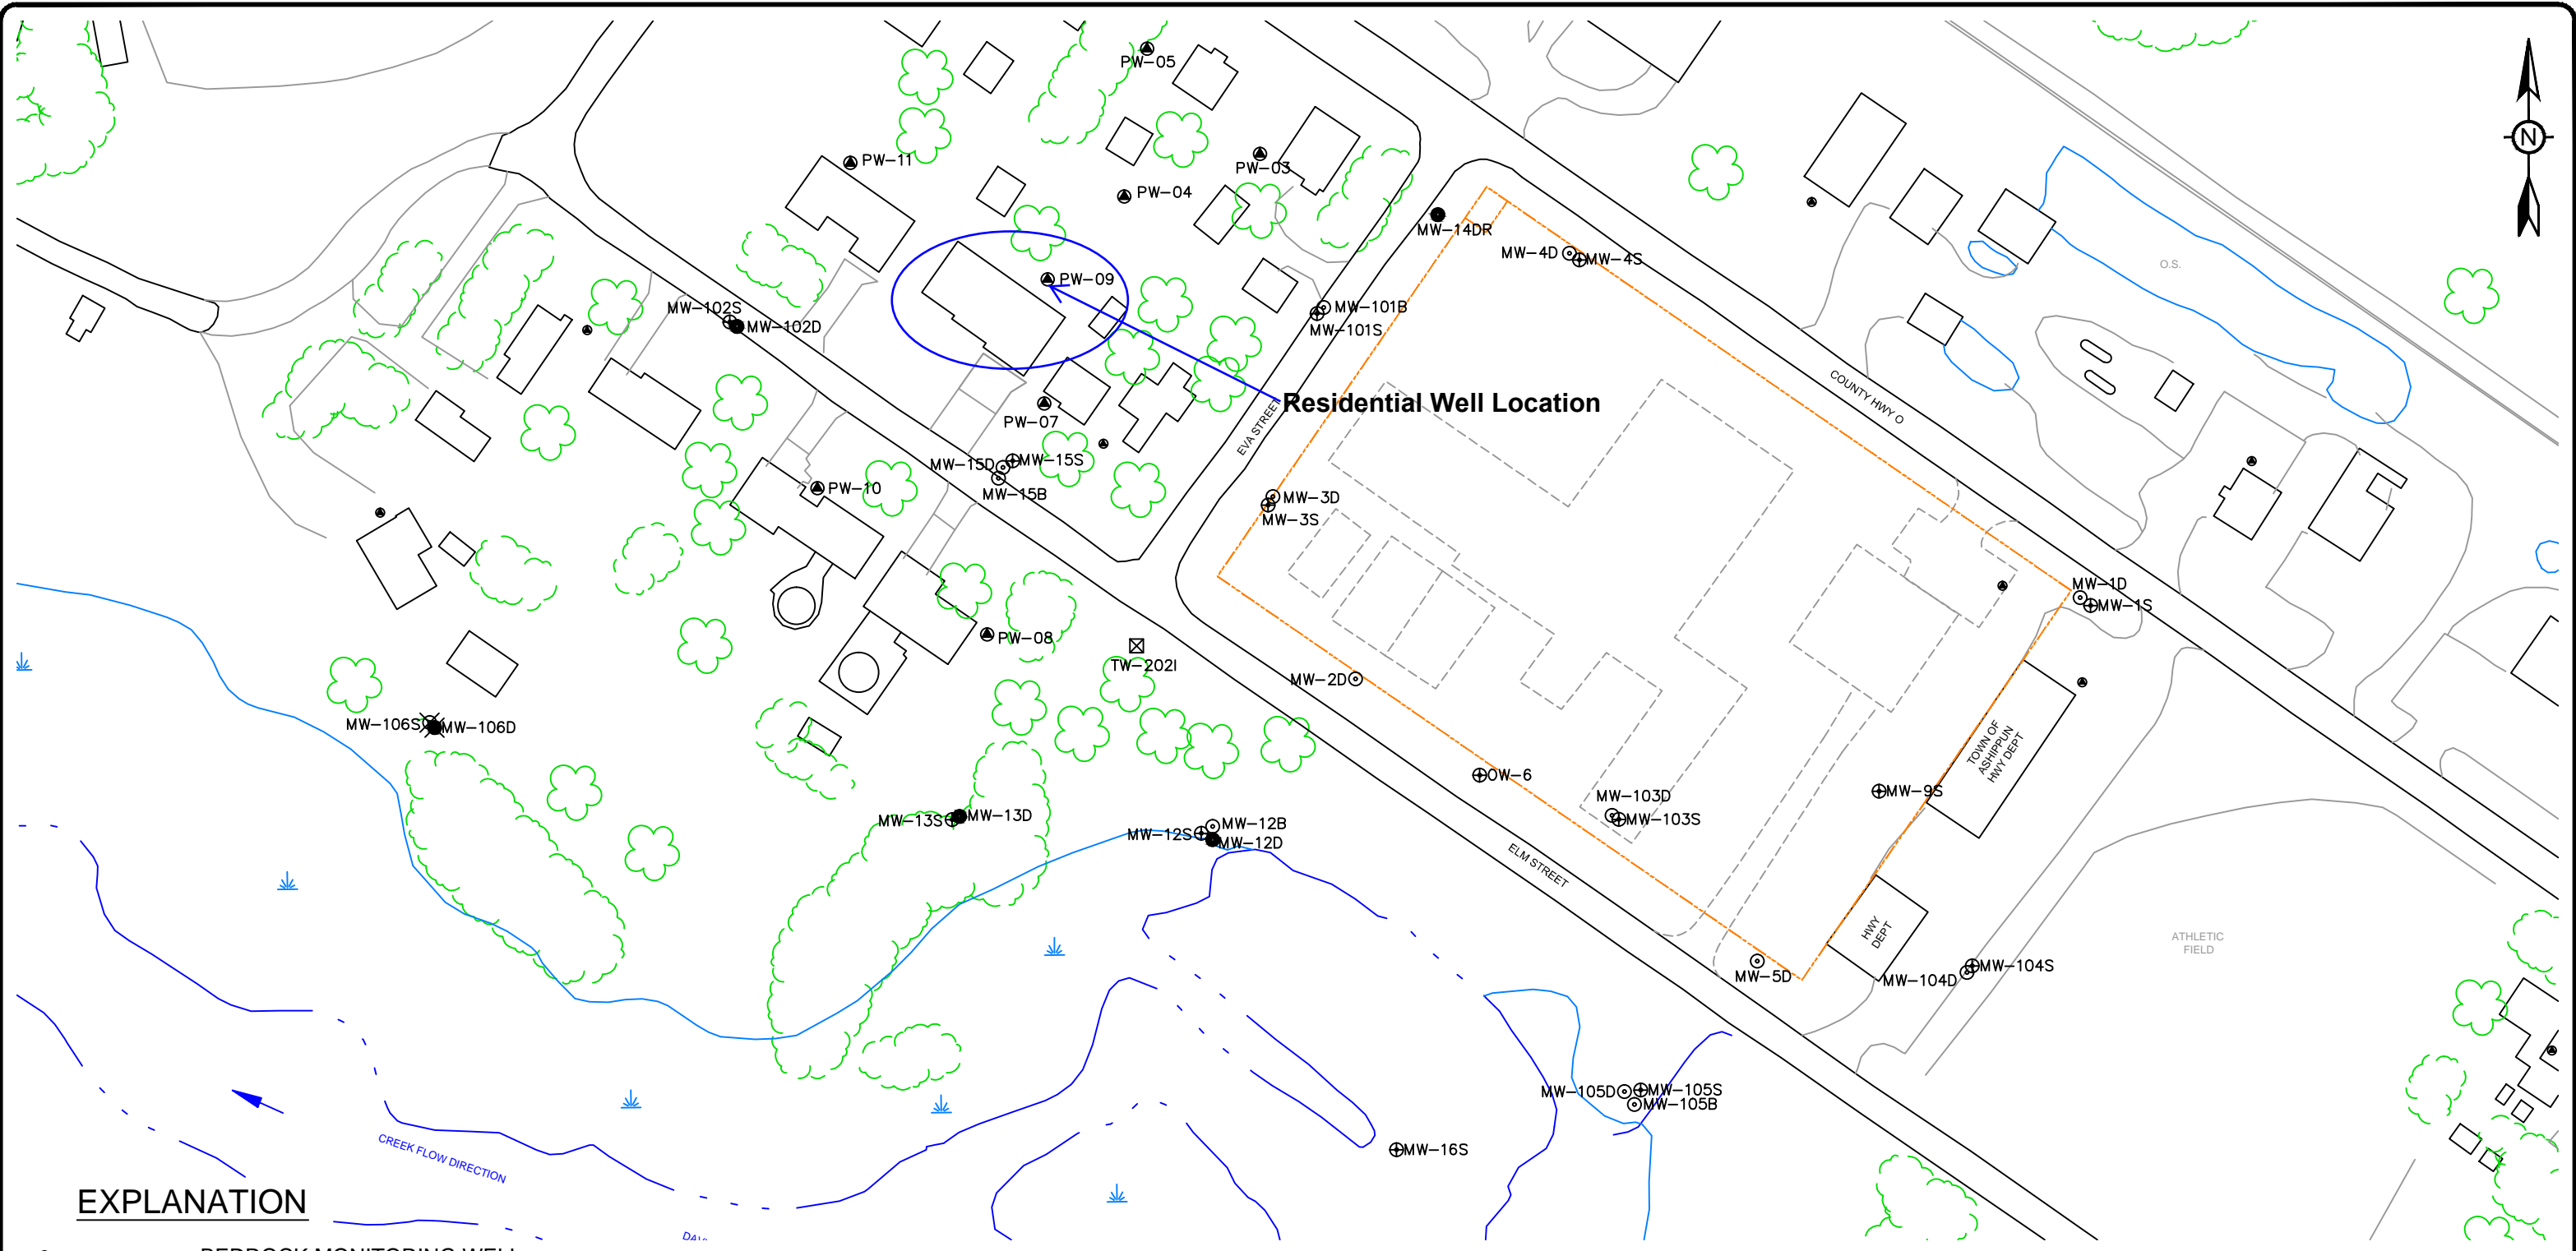 PW-05
N
PW-11
PW-03
PW-04
MW-14DR
MW-4D
MW-4S
O.S.
PW-09
MW-102S
MW-102D
MW-101B
MW-101S
COUNTY HWY O
Residential Well Location
EVA STREET
PW-07
MW-15D
MW-15S
MW-15B
PW-10
MW-3D
MW-3S
MW-1D
MW-1S
PW-08
TW-202I
MW-2D
MW-106S
MW-106D
TOWN OF
ASHIPPUN
HWY DEPT
OW-6
MW-9S
MW-103D
MW-103S
MW-13S
MW-13D
MW-12B
MW-12S
MW-12D
ELM STREET
HWY
DEPT
ATHLETIC
FIELD
MW-5D
MW-104S
MW-104D
MW-105D
MW-105S
MW-105B
CREEK FLOW DIRECTION
MW-16S
EXPLANATION
BEDROCK MONITORING WELL